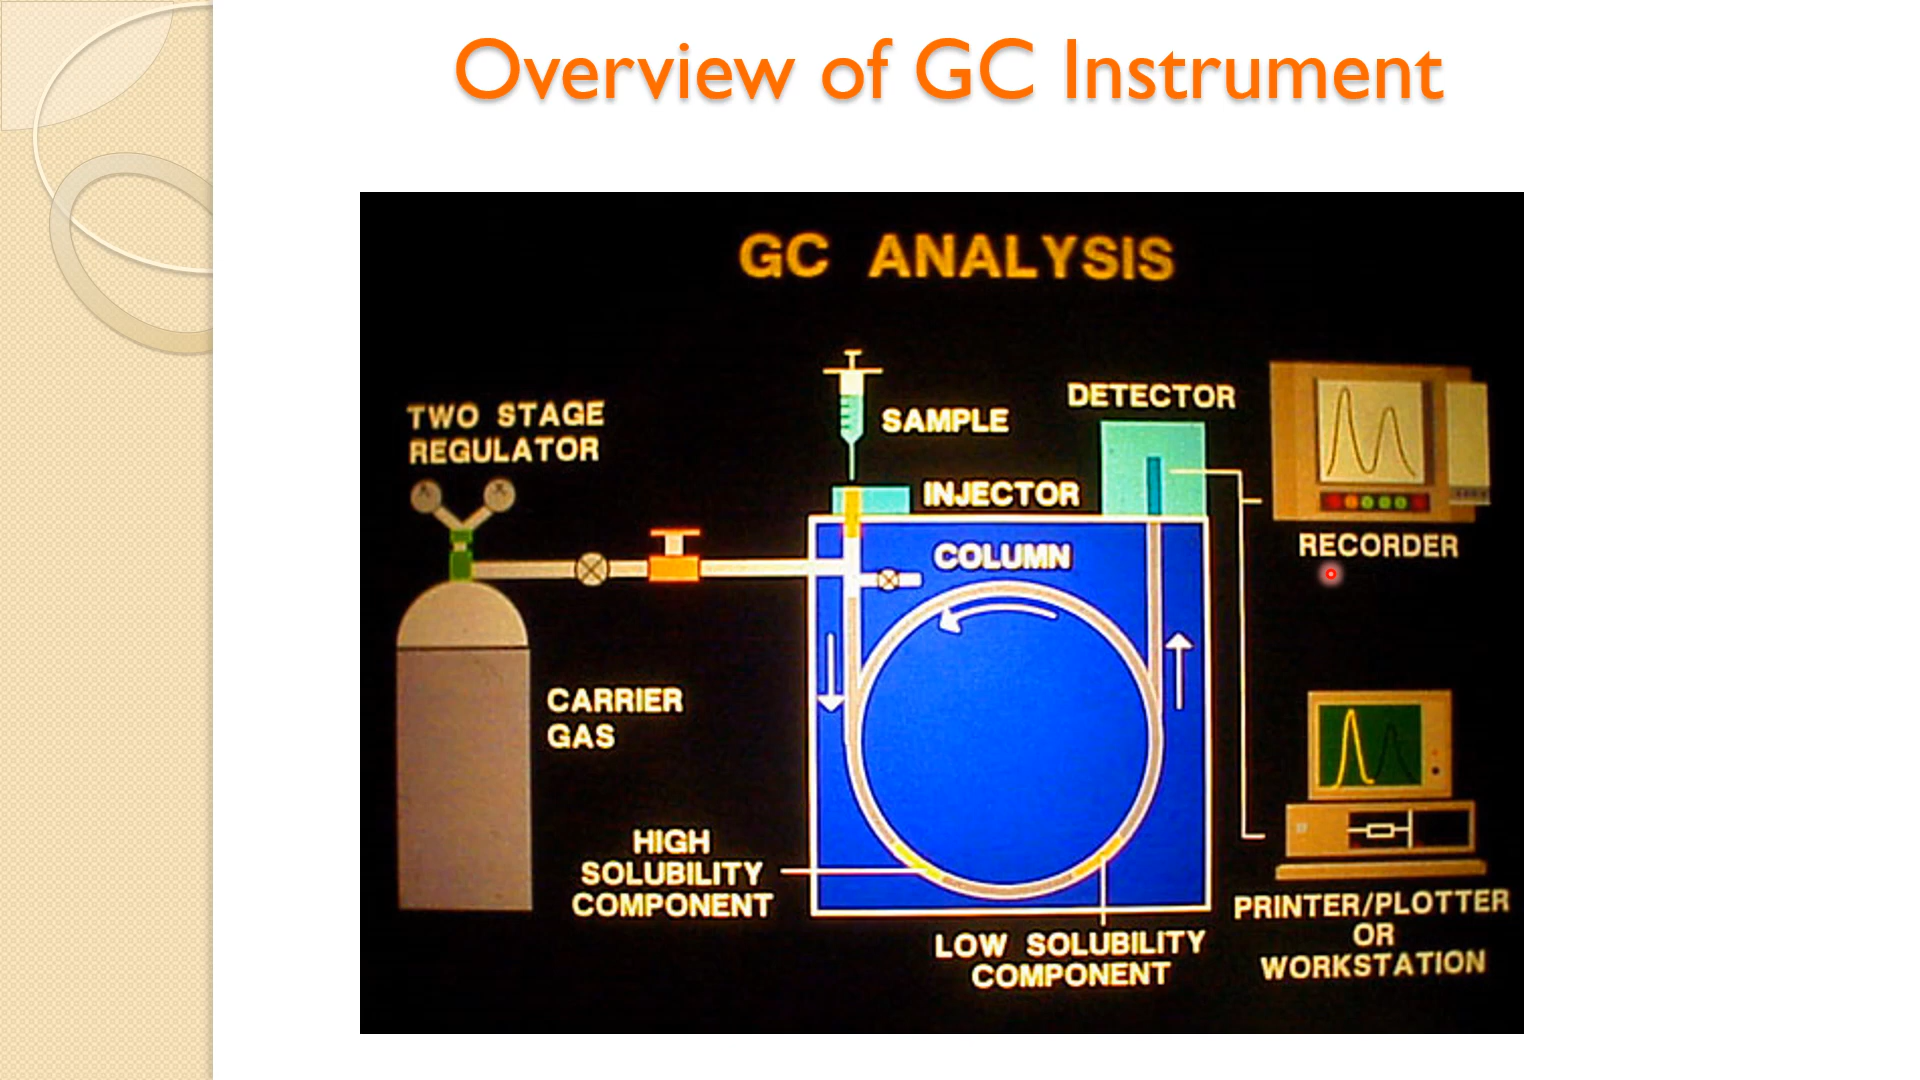 Overview of GC Instrument
GC ANALYSIS
TWO STAGE
REGULATOR
SAMPLE
DETECTOR
INJECTOR
COLUMN
RECORDER
CARRIER
GAS
HIGH
SOLUBILITY
COMPONENT
LOW SOLUBILITY
COMPONENT
PRINTER/PLOTTER
OR
WORKSTATION